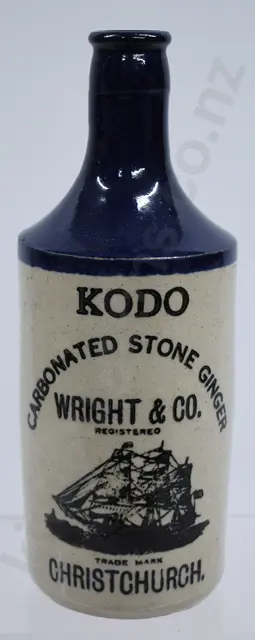 KODO
CARBONATED STONE GINGER
WRIGHT & CO.
REGISTERED
TRADE MARK
CHRISTCHURCH.